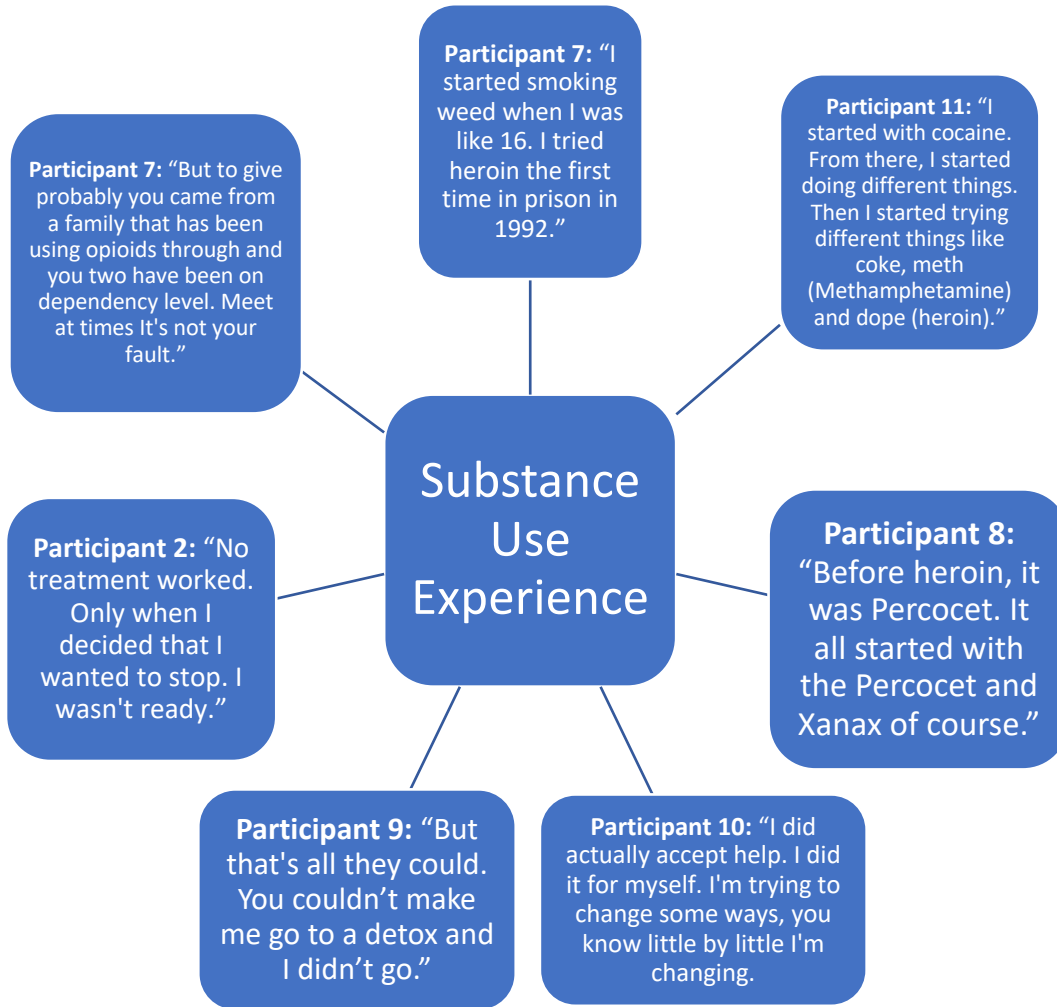 Participant 7: “I
started smoking
weed when I was
like 16. I tried
heroin the first
time in prison in
1992.”
Participant 11: “I
started with cocaine.
From there, I started
doing different things.
Then I started trying
different things like
coke, meth
(Methamphetamine)
and dope (heroin).”
Participant 7: “But to give
probably you came from
a family that has been
using opioids through and
you two have been on
dependency level. Meet
at times It's not your
fault.”
Substance
Use
Experience
Participant 2: “No
treatment worked.
Only when I
decided that I
wanted to stop. I
wasn't ready.”
Participant 8:
“Before heroin, it
was Percocet. It
all started with
the Percocet and
Xanax of course.”
Participant 9: “But
that's all they could.
You couldn’t make
me go to a detox and
I didn’t go.”
Participant 10: “I did
actually accept help. I did
it for myself. I'm trying to
change some ways, you
know little by little I'm
changing.